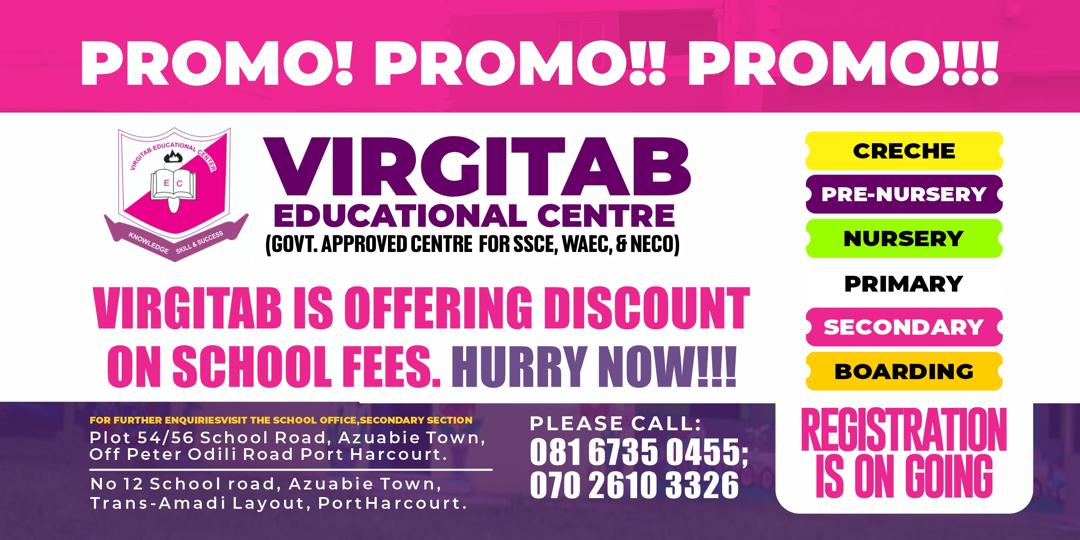 PROMO! PROMO!! PROMO!!!
VIRGITAB EDUCATIONAL CENTER
E C
KNOWLEDGE SKILL & SUCCESS
VIRGITAB
EDUCATIONAL CENTRE
(GOVT. APPROVED CENTRE FOR SSCE, WAEC, & NECO)
VIRGITAB IS OFFERING DISCOUNT
ON SCHOOL FEES. HURRY NOW!!!
CRECHE
PRE-NURSERY
NURSERY
PRIMARY
SECONDARY
BOARDING
REGISTRATION
IS ON GOING
FOR FURTHER ENQUIRIESVISIT THE SCHOOL OFFICE,SECONDARY SECTION
Plot 54/56 School Road, Azuabie Town,
Off Peter Odili Road Port Harcourt.
No 12 School road, Azuabie Town,
Trans-Amadi Layout, PortHarcourt.
PLEASE CALL:
081 6735 0455;
070 2610 3326